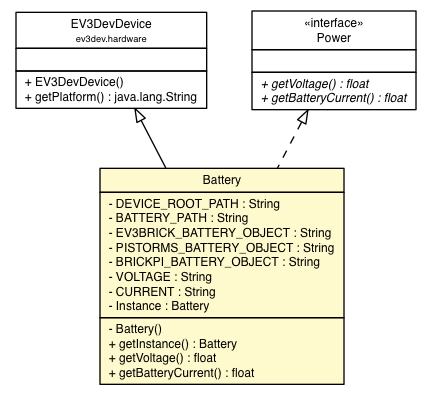 EV3DevDevice
ev3dev.hardware
+ EV3DevDevice()
+ getPlatform() : java.lang.String
«interface»
Power
+ getVoltage() : float
+ getBatteryCurrent() : float
Battery
- DEVICE_ROOT_PATH : String
- BATTERY_PATH : String
- EV3BRICK_BATTERY_OBJECT : String
- PISTORMS_BATTERY_OBJECT : String
- BRICKPI_BATTERY_OBJECT : String
- VOLTAGE : String
- CURRENT : String
- Instance : Battery
- Battery()
+ getInstance() : Battery
+ getVoltage() : float
+ getBatteryCurrent() : float